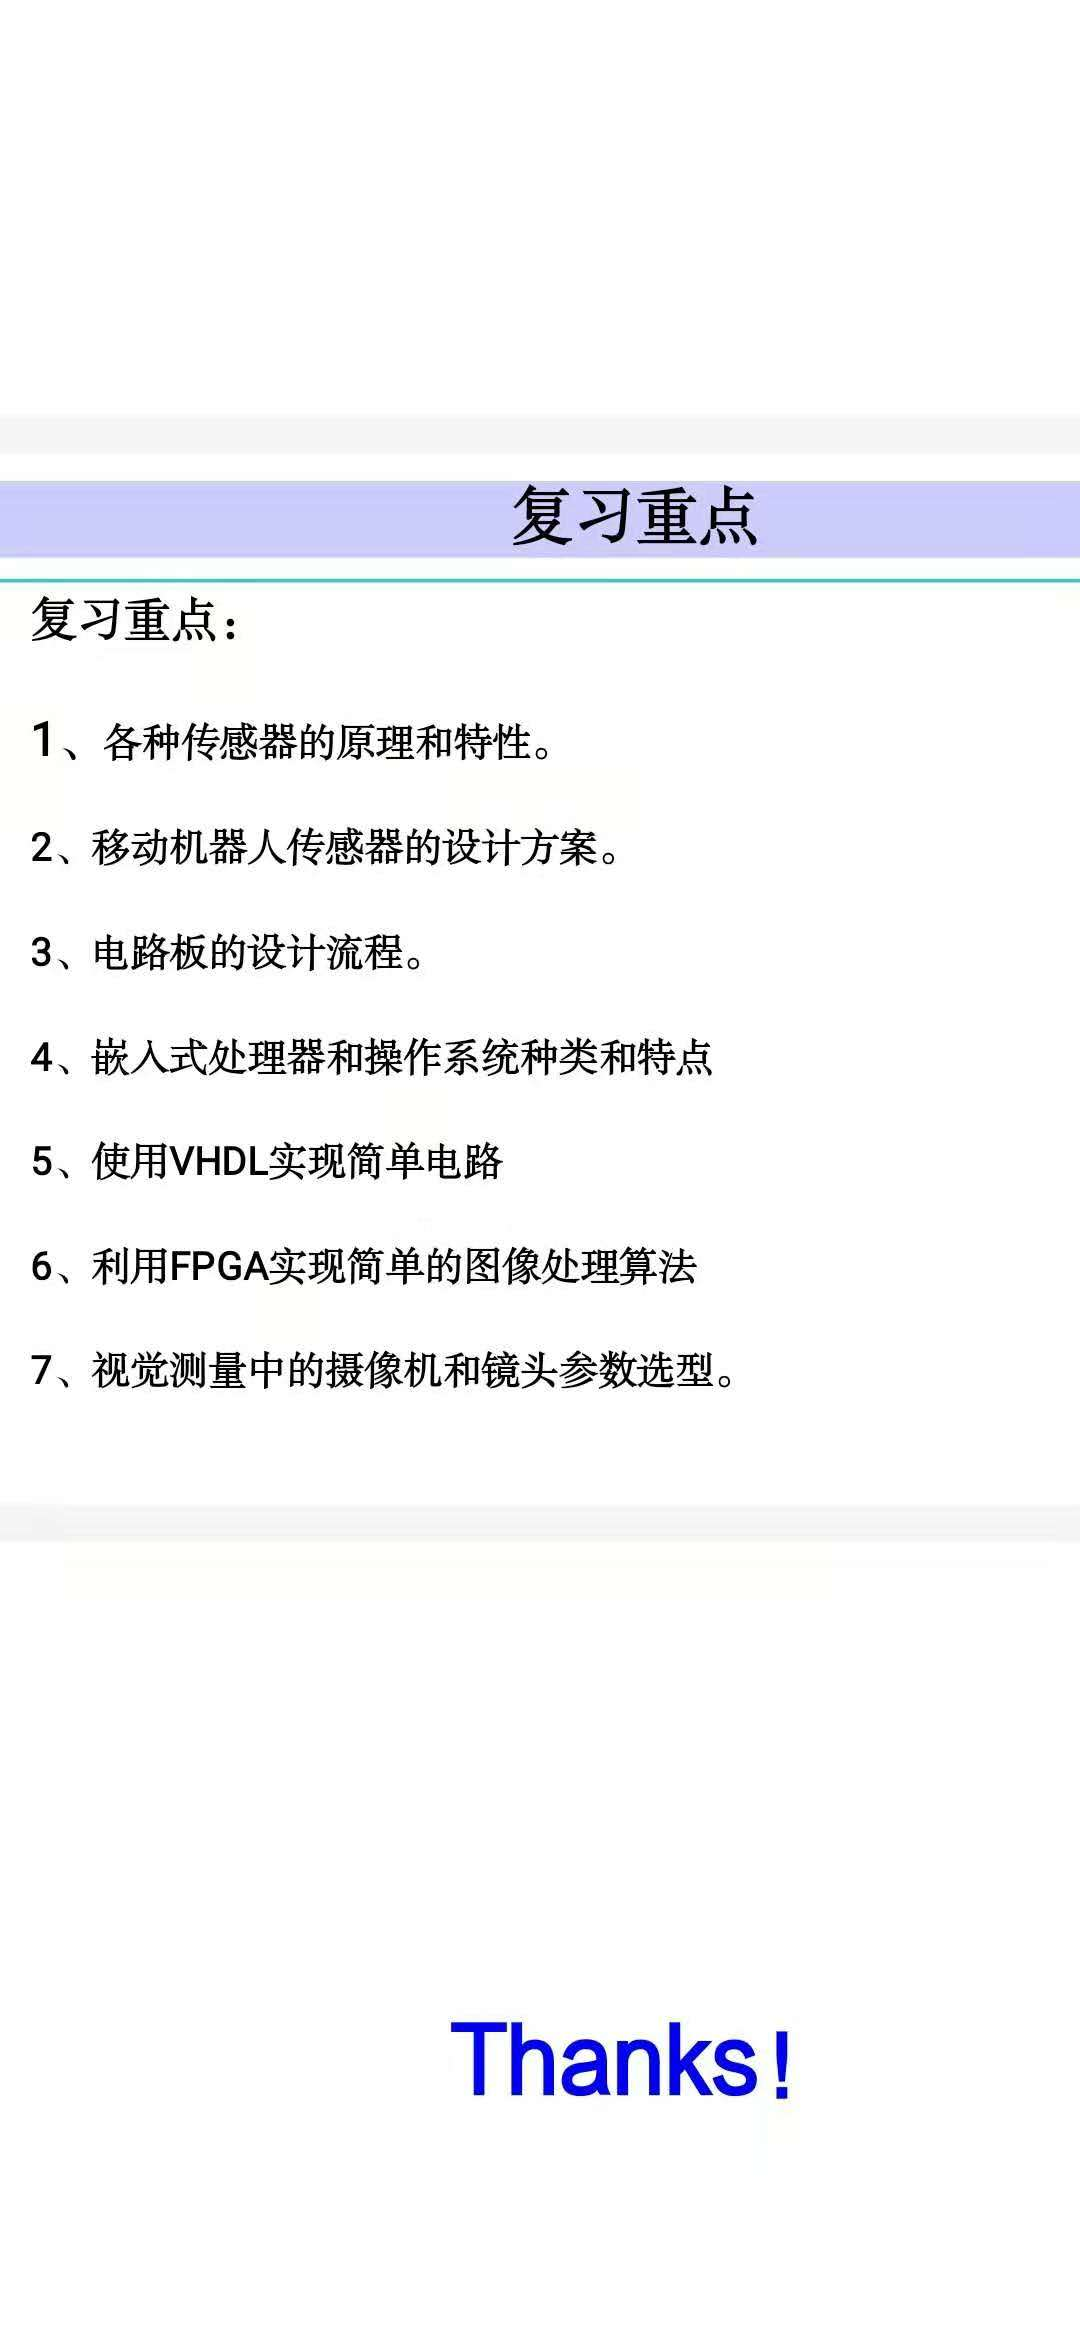 复习重点
复习重点：
1、各种传感器的原理和特性。
2、移动机器人传感器的设计方案。
3、电路板的设计流程。
4、嵌入式处理器和操作系统种类和特点
5、使用VHDL实现简单电路
6、利用FPGA实现简单的图像处理算法
7、视觉测量中的摄像机和镜头参数选型。
Thanks！